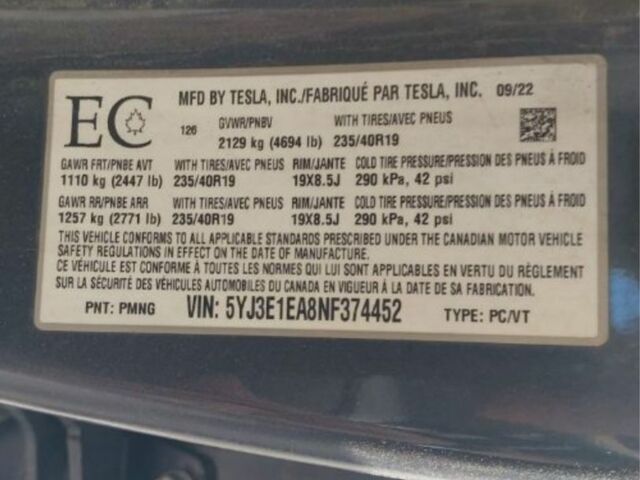 EC
MFD BY TESLA, INC./FABRIQUÉ PAR TESLA, INC. 09/22
GVWR/PNBV WITH TIRES/AVEC PNEUS
126 2129 kg (4694 lb) 235/40R19
GAWR FRT/PNBE AVT WITH TIRES/AVEC PNEUS RIM/JANTE COLD TIRE PRESSURE/PRESSION DES PNEUS À FROID
1110 kg (2447 lb) 235/40R19 19X8.5J 290 kPa, 42 psi
GAWR RR/PNBE ARR WITH TIRES/AVEC PNEUS RIM/JANTE COLD TIRE PRESSURE/PRESSION DES PNEUS À FROID
1257 kg (2771 lb) 235/40R19 19X8.5J 290 kPa, 42 psi
THIS VEHICLE CONFORMS TO ALL APPLICABLE STANDARDS PRESCRIBED UNDER THE CANADIAN MOTOR VEHICLE
SAFETY REGULATIONS IN EFFECT ON THE DATE OF MANUFACTURE.
CE VÉHICULE EST CONFORME À TOUTES LES NORMES QUI LUI SONT APPLICABLES EN VERTU DU RÈGLEMENT
SUR LA SÉCURITÉ DES VÉHICULES AUTOMOBILES DU CANADA EN VIGUEUR À LA DATE DE SA FABRICATION.
PNT: PMNG VIN: 5YJ3E1EA8NF374452 TYPE: PC/VT